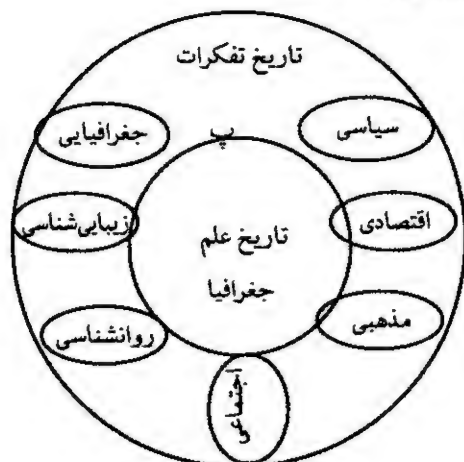 تاریخ تفکرات
سیاسی
پ
جغرافیایی
اقتصادی
تاریخ علم
جغرافیا
زیبایی‌شناسی
مذهبی
روانشناسی
اجتماعی